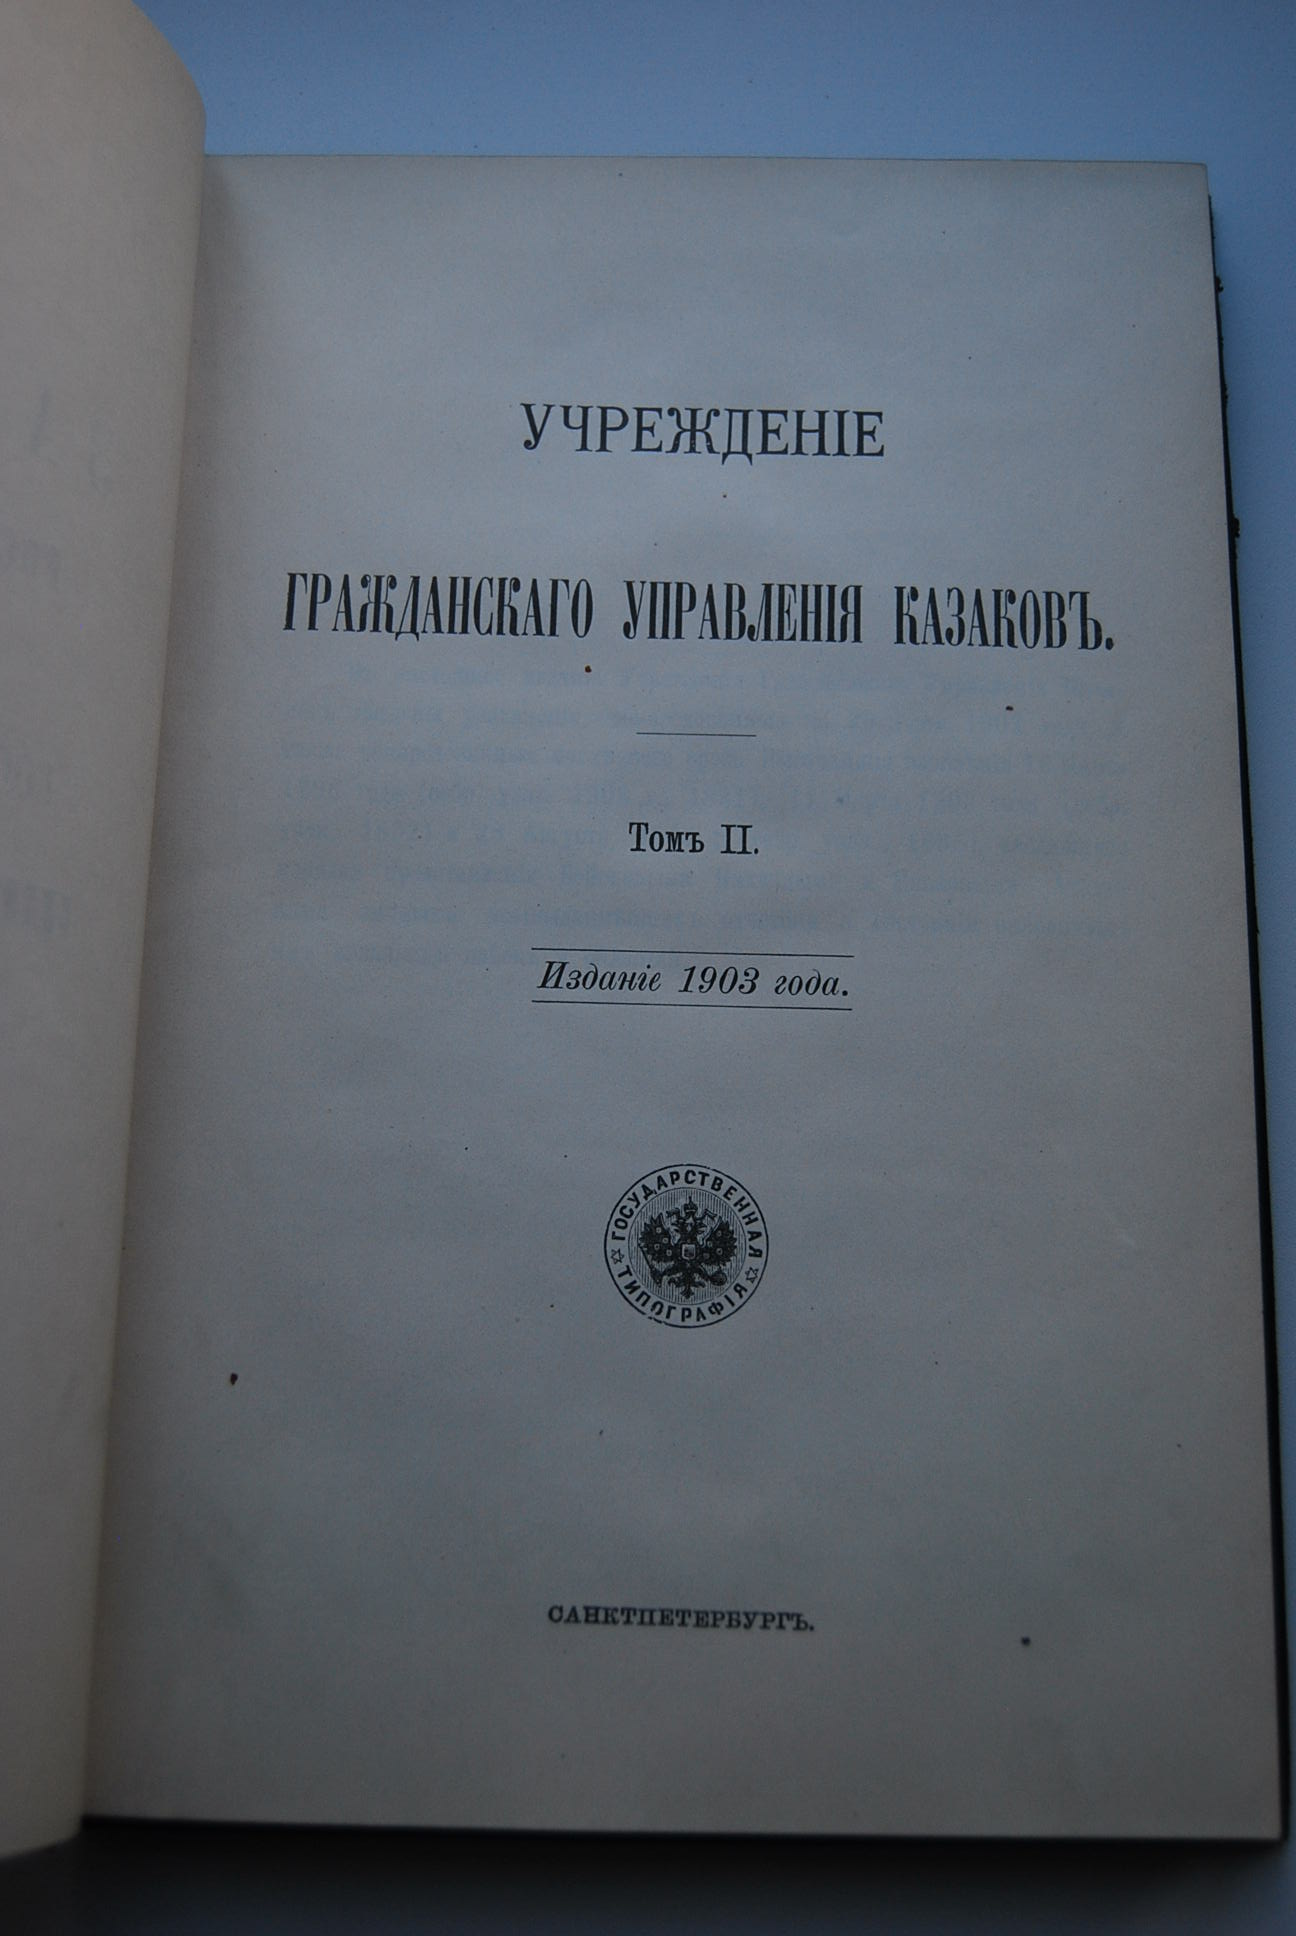 УЧРЕЖДЕНІЕ
ГРАЖДАНСКАГО УПРАВЛЕНІЯ КАЗАКОВЪ.
Томъ II.
Изданіе 1903 года.
ГОСУДАРСТВЕННАЯ
ТИПОГРАФІЯ
САНКТПЕТЕРБУРГЪ.